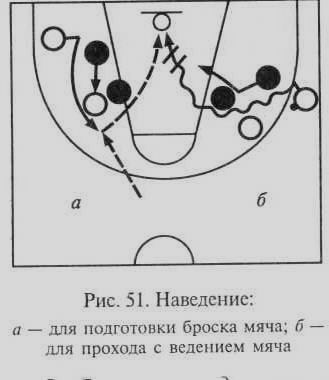 а б
Рис. 51. Наведение:
а — для подготовки броска мяча; б —
для прохода с ведением мяча